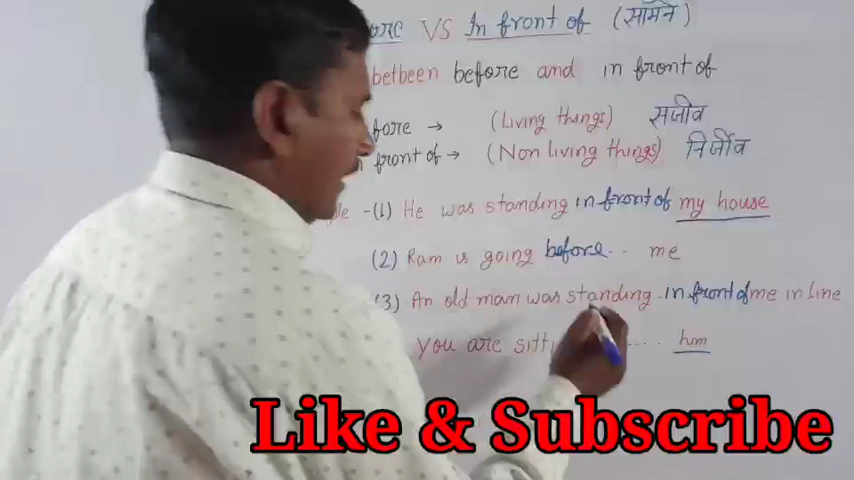 VS In front of (सामने)
betbeen before and in front of
fore → (Living things) सजीव
front of → (Non living things) निर्जीव
-(1) He was standing in front of my house
(2) Ram is going before .. me
(3) An old man was standing in front of me in line
you are him
Like & Subscribe